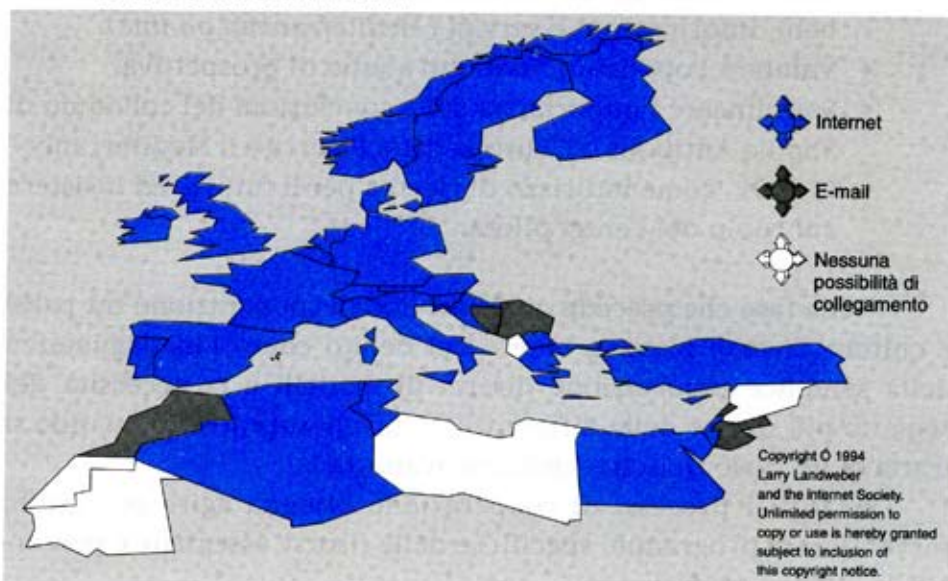 Internet
E-mail
Nessuna
possibilità di
collegamento
Copyright Ó 1994
Larry Landweber
and the Internet Society.
Unlimited permission to
copy or use is hereby granted
subject to inclusion of
this copyright notice.